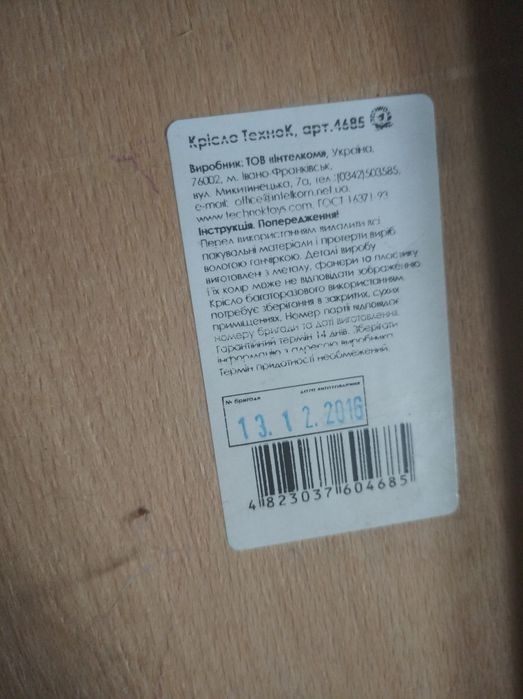 Крісло ТехноК, арт.4685
Виробник: ТОВ «Інтелком», Україна,
76002, м. Івано-Франківськ,
вул. Микитинецька, 7а, тел.:(0342)503585,
e-mail: office@intelkom.net.ua,
www.technoktoys.com, ГОСТ 16371-93
Інструкція. Попередження!
Перед використанням видалити всі
пакувальні матеріали і протерти виріб
вологою ганчіркою. Деталі виробу
виготовлені з металу, фанери та пластику
і їх колір може не відповідати зображенню
Крісло багаторазового використання,
потребує зберігання в закритих, сухих
приміщеннях. Номер партії відповідає
номеру бригади та даті виготовлення.
Гарантійний термін 14 днів. Зберігати
інформацію з адресою виробника
Термін придатності необмежений.
№ бригади дата виготовлення
13.12.2016
4 823037 604685